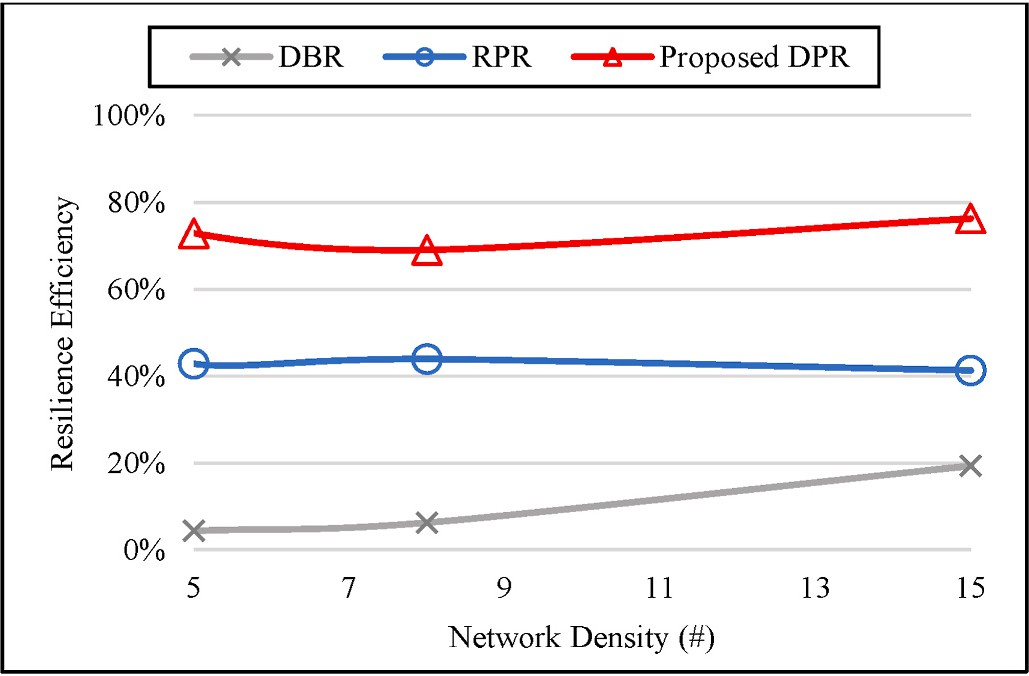 DBR RPR Proposed DPR
100%
80%
60%
40%
20%
0%
Resilience Efficiency
5 7 9 11 13 15
Network Density (#)